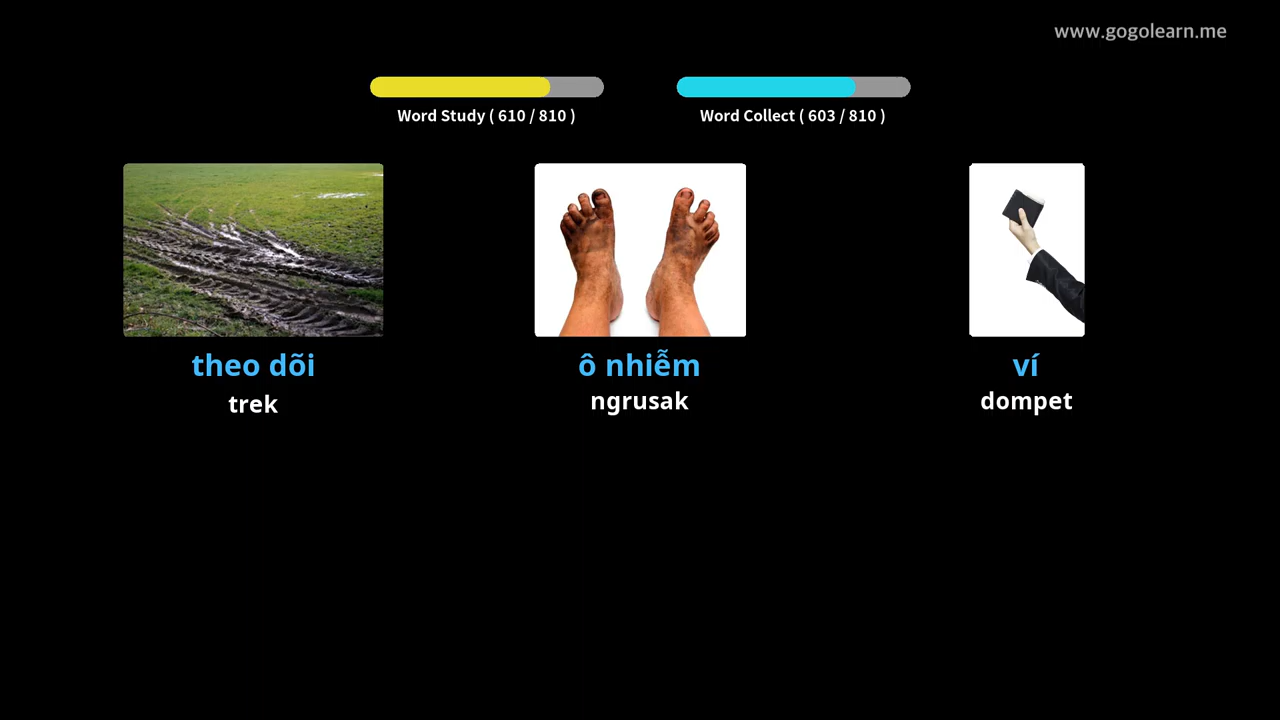 www.gogolearn.me
Word Study ( 610 / 810 )
Word Collect ( 603 / 810 )
theo dõi
trek
ô nhiễm
ngrusak
ví
dompet